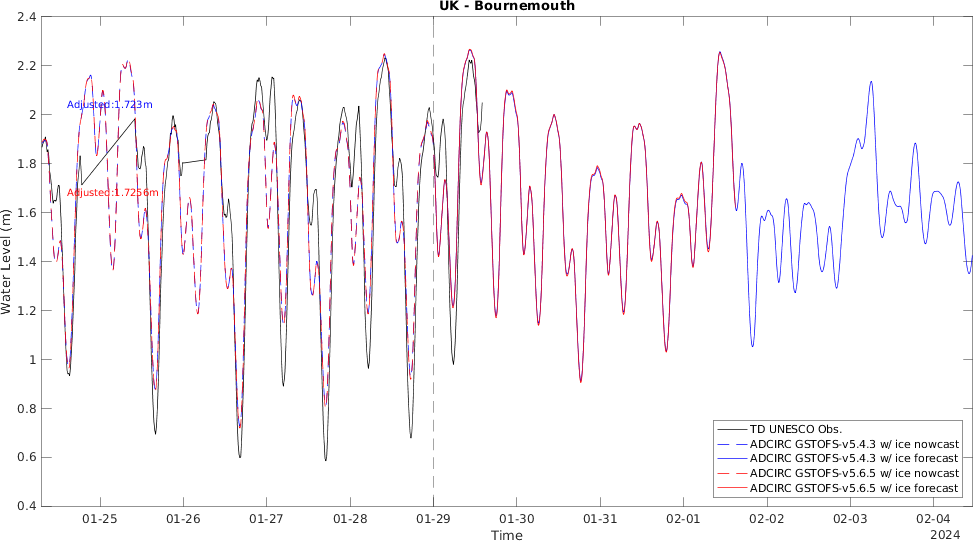 UK - Bournemouth
Water Level (m)
2.4
2.2
2
1.8
1.6
1.4
1.2
1
0.8
0.6
0.4
Adjusted:1.723m
Adjusted:1.7256m
TD UNESCO Obs.
ADCIRC GSTOFS-v5.4.3 w/ ice nowcast
ADCIRC GSTOFS-v5.4.3 w/ ice forecast
ADCIRC GSTOFS-v5.6.5 w/ ice nowcast
ADCIRC GSTOFS-v5.6.5 w/ ice forecast
01-25 01-26 01-27 01-28 01-29 01-30 01-31 02-01 02-02 02-03 02-04
Time
2024